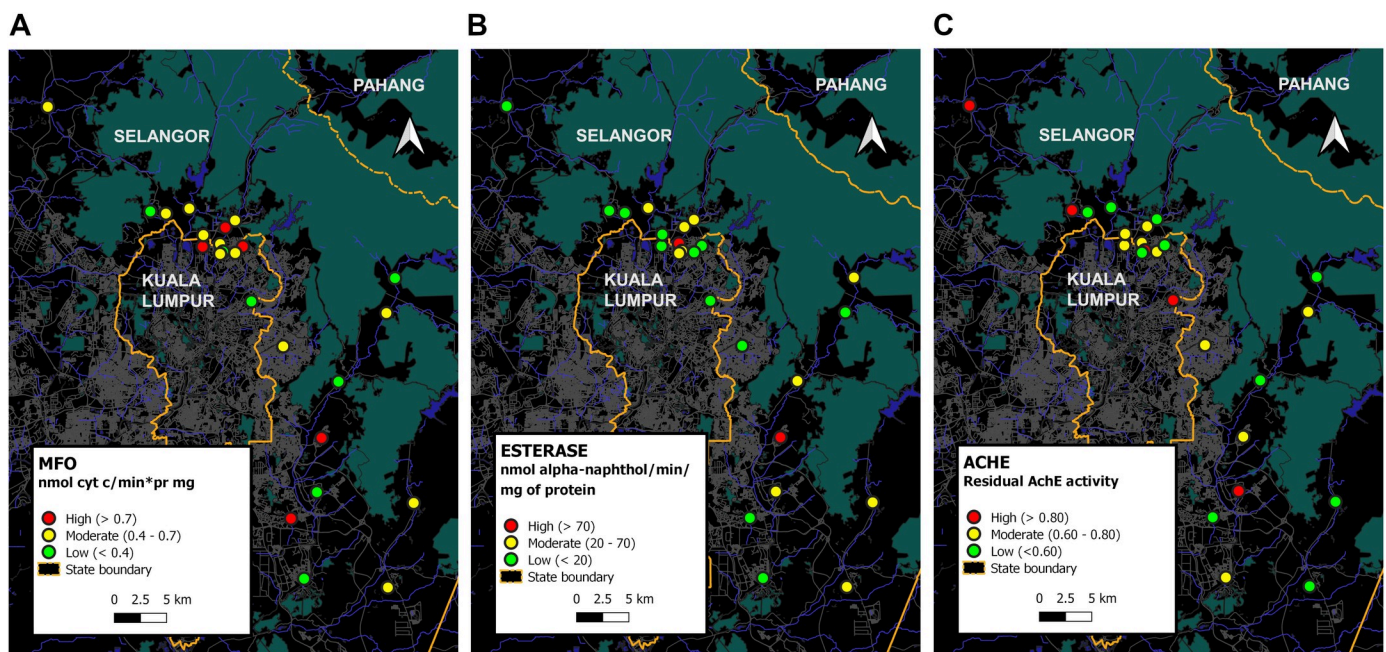 A
B
C
PAHANG
SELANGOR
KUALA
LUMPUR
MFO
nmol cyt c/min*pr mg
High (> 0.7)
Moderate (0.4 - 0.7)
Low (< 0.4)
State boundary
0 2.5 5 km
PAHANG
SELANGOR
KUALA
LUMPUR
ESTERASE
nmol alpha-naphthol/min/
mg of protein
High (> 70)
Moderate (20 - 70)
Low (< 20)
State boundary
0 2.5 5 km
PAHANG
SELANGOR
KUALA
LUMPUR
ACHE
Residual AchE activity
High (> 0.80)
Moderate (0.60 - 0.80)
Low (<0.60)
State boundary
0 2.5 5 km